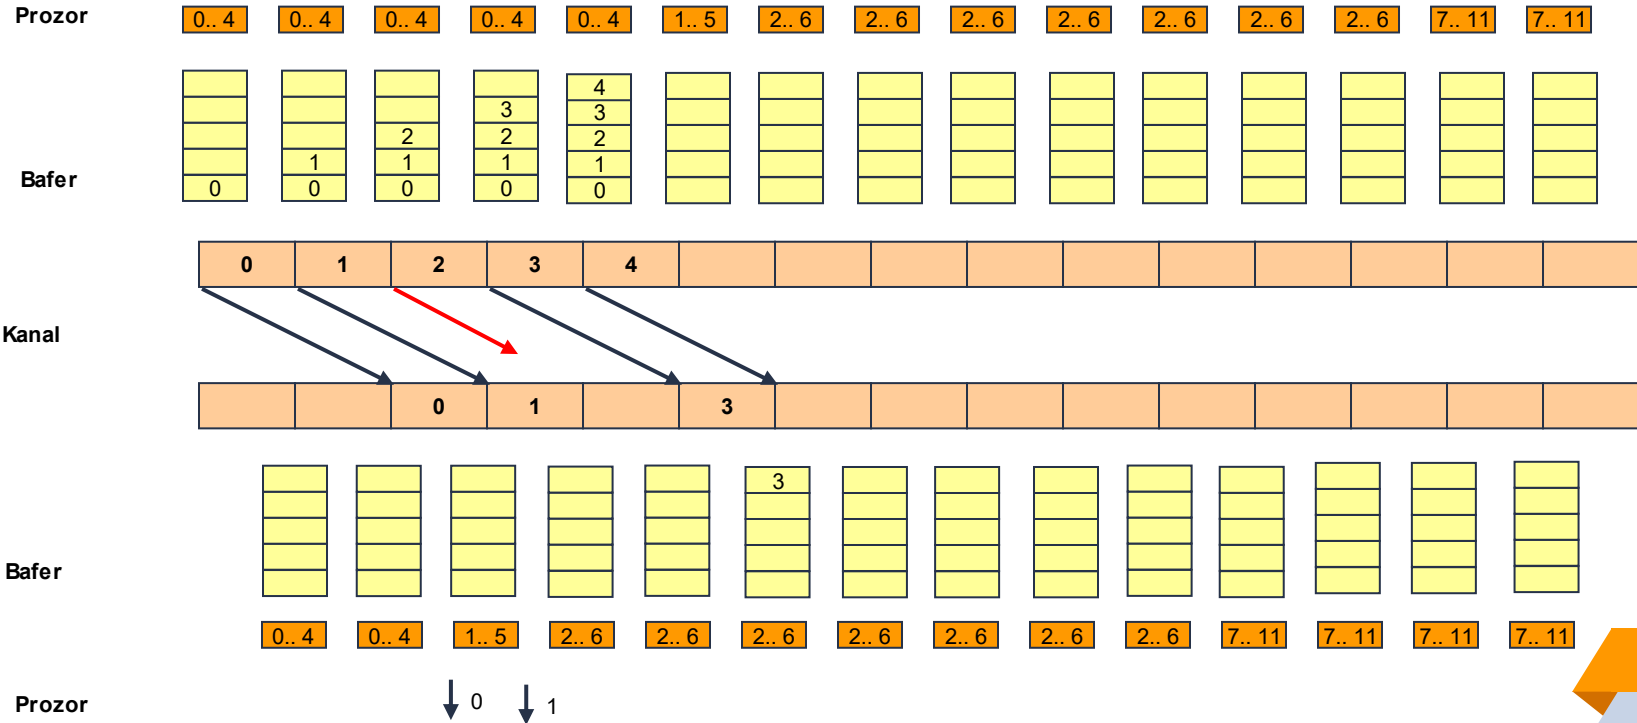 Prozor 0.. 4 0.. 4 0.. 4 0.. 4 0.. 4 1.. 5 2.. 6 2.. 6 2.. 6 2.. 6 2.. 6 2.. 6 2.. 6 7.. 11 7.. 11
4
3 3
2 2 2
1 1 1 1
Bafer
0 0 0 0 0
0 1 2 3 4
Kanal
0 1 3
3
Bafer
0.. 4 0.. 4 1.. 5 2.. 6 2.. 6 2.. 6 2.. 6 2.. 6 2.. 6 2.. 6 7.. 11 7.. 11 7.. 11 7.. 11
Prozor 0 1